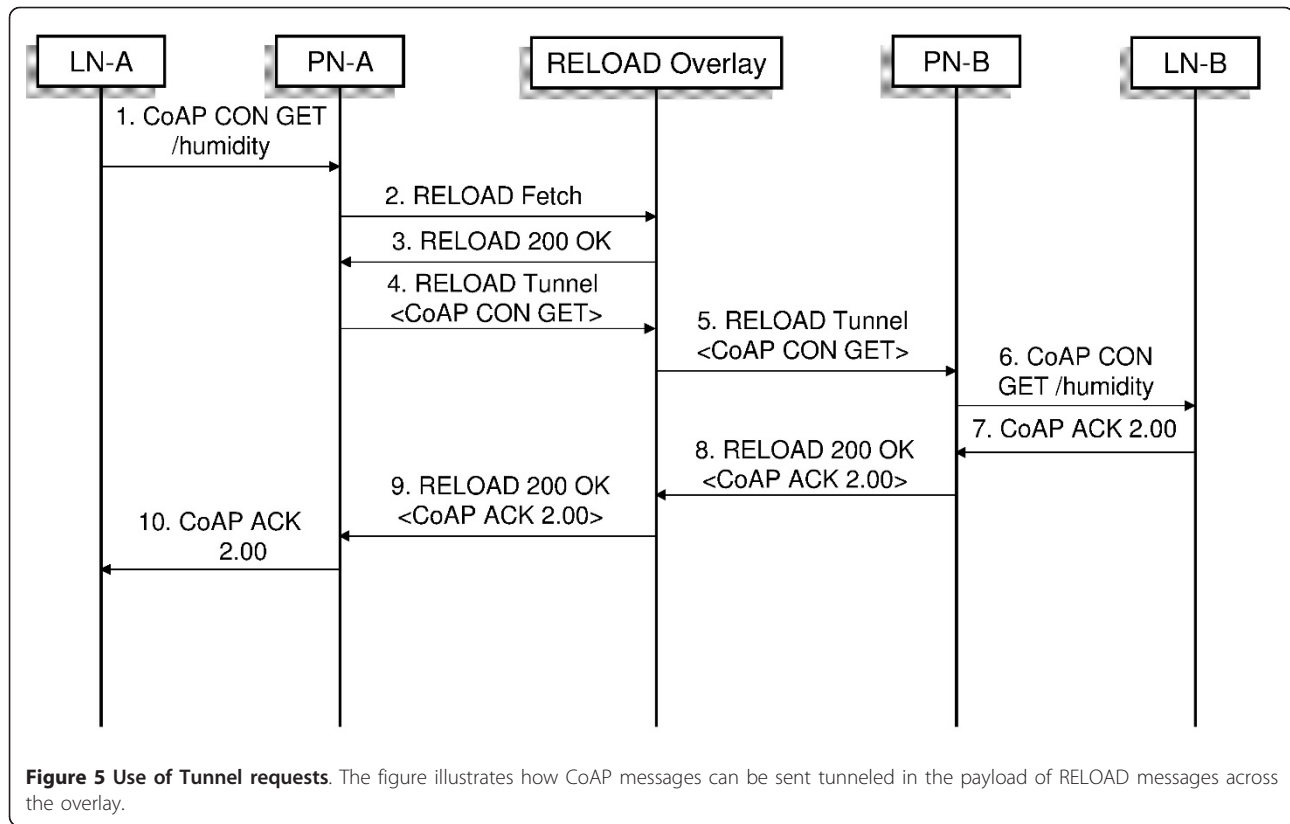 LN-A
PN-A
RELOAD Overlay
PN-B
LN-B
1. CoAP CON GET
/humidity
2. RELOAD Fetch
3. RELOAD 200 OK
4. RELOAD Tunnel
<CoAP CON GET>
5. RELOAD Tunnel
<CoAP CON GET>
6. CoAP CON
GET /humidity
7. CoAP ACK 2.00
8. RELOAD 200 OK
<CoAP ACK 2.00>
9. RELOAD 200 OK
<CoAP ACK 2.00>
10. CoAP ACK
2.00
Figure 5 Use of Tunnel requests. The figure illustrates how CoAP messages can be sent tunneled in the payload of RELOAD messages across
the overlay.